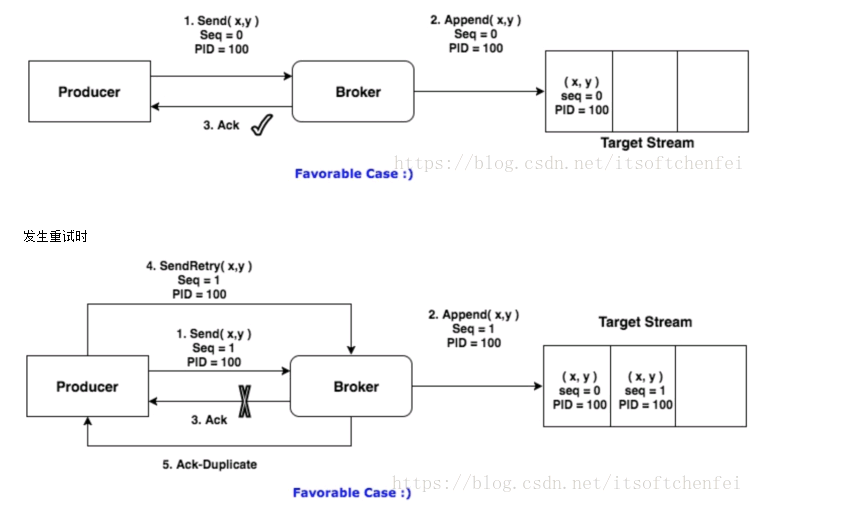 1. Send( x,y )
Seq = 0
PID = 100
2. Append( x,y )
Seq = 0
PID = 100
Producer
Broker
( x, y )
seq = 0
PID = 100
3. Ack
Target Stream
https://blog.csdn.net/itsoftchenfei
Favorable Case :)
发生重试时
4. SendRetry( x,y )
Seq = 1
PID = 100
1. Send( x,y )
Seq = 1
PID = 100
2. Append( x,y )
Seq = 1
PID = 100
Target Stream
Producer
Broker
( x, y )
seq = 0
PID = 100
( x, y )
seq = 1
PID = 100
3. Ack
5. Ack-Duplicate
https://blog.csdn.net/itsoftchenfei
Favorable Case :)